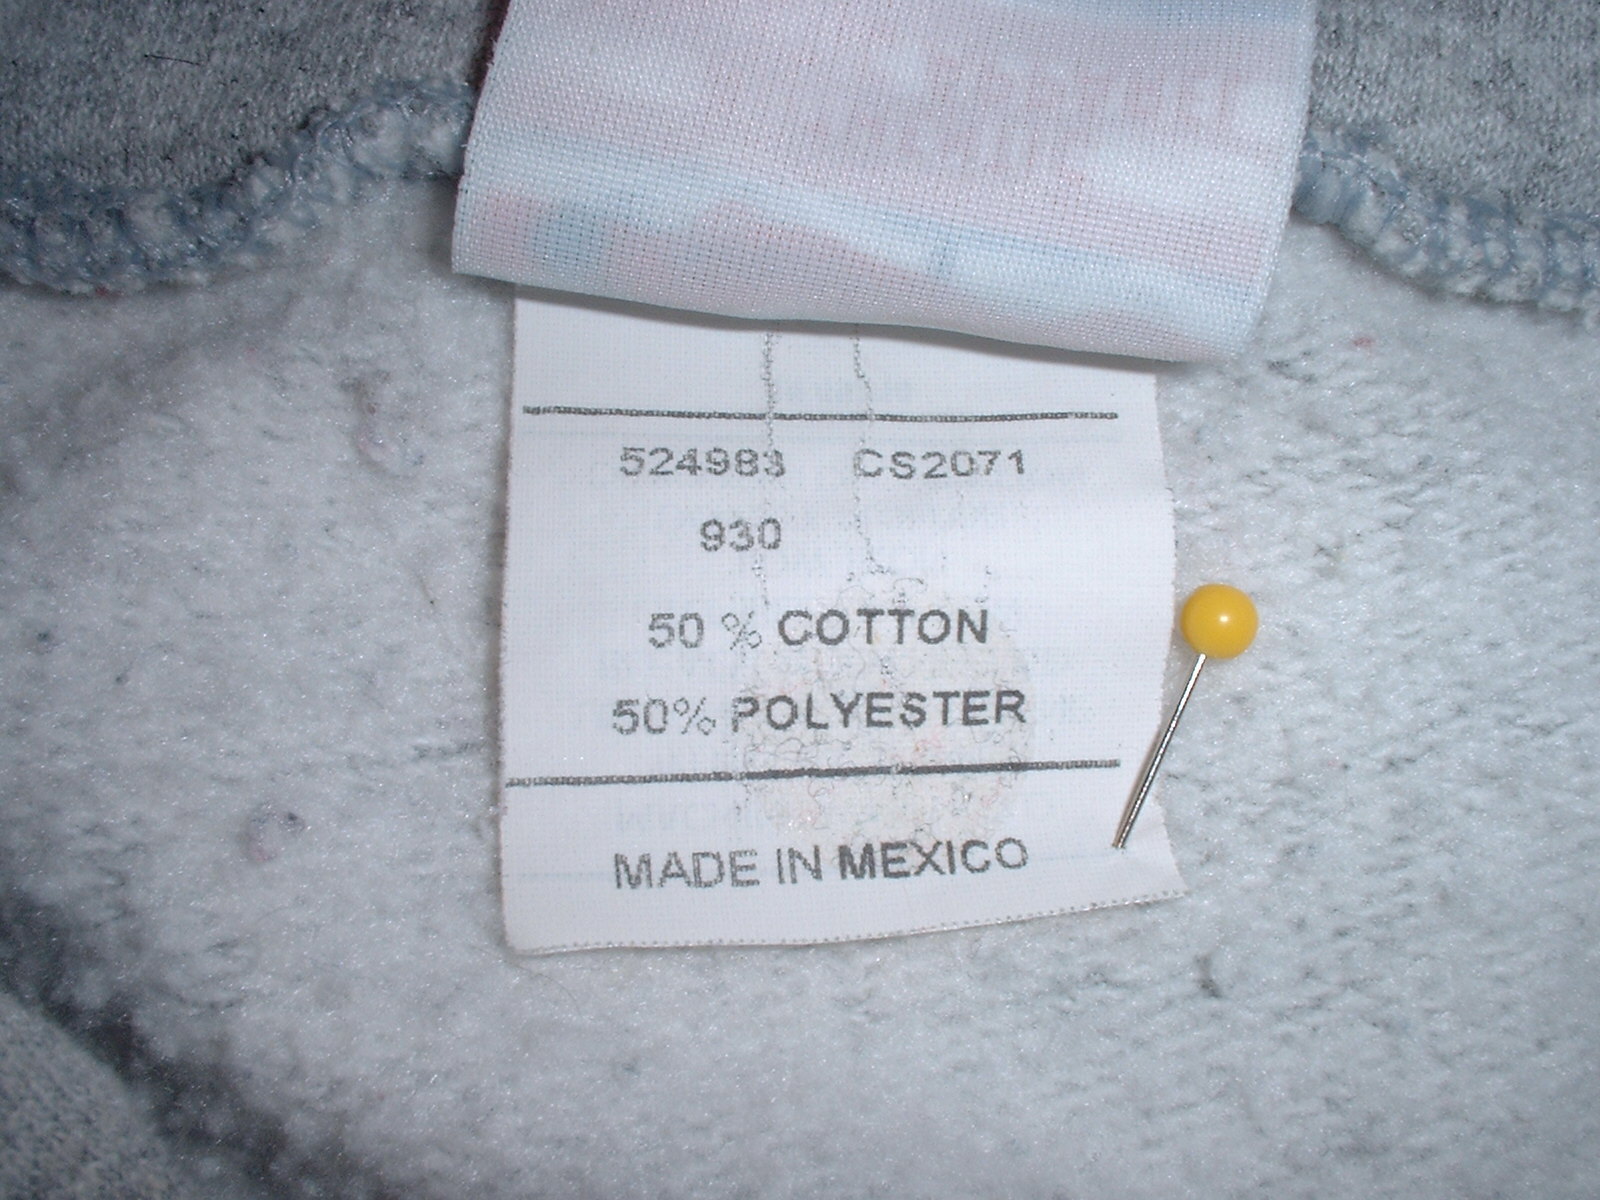 524983 CS2071
930
50 % COTTON
50% POLYESTER
MADE IN MEXICO